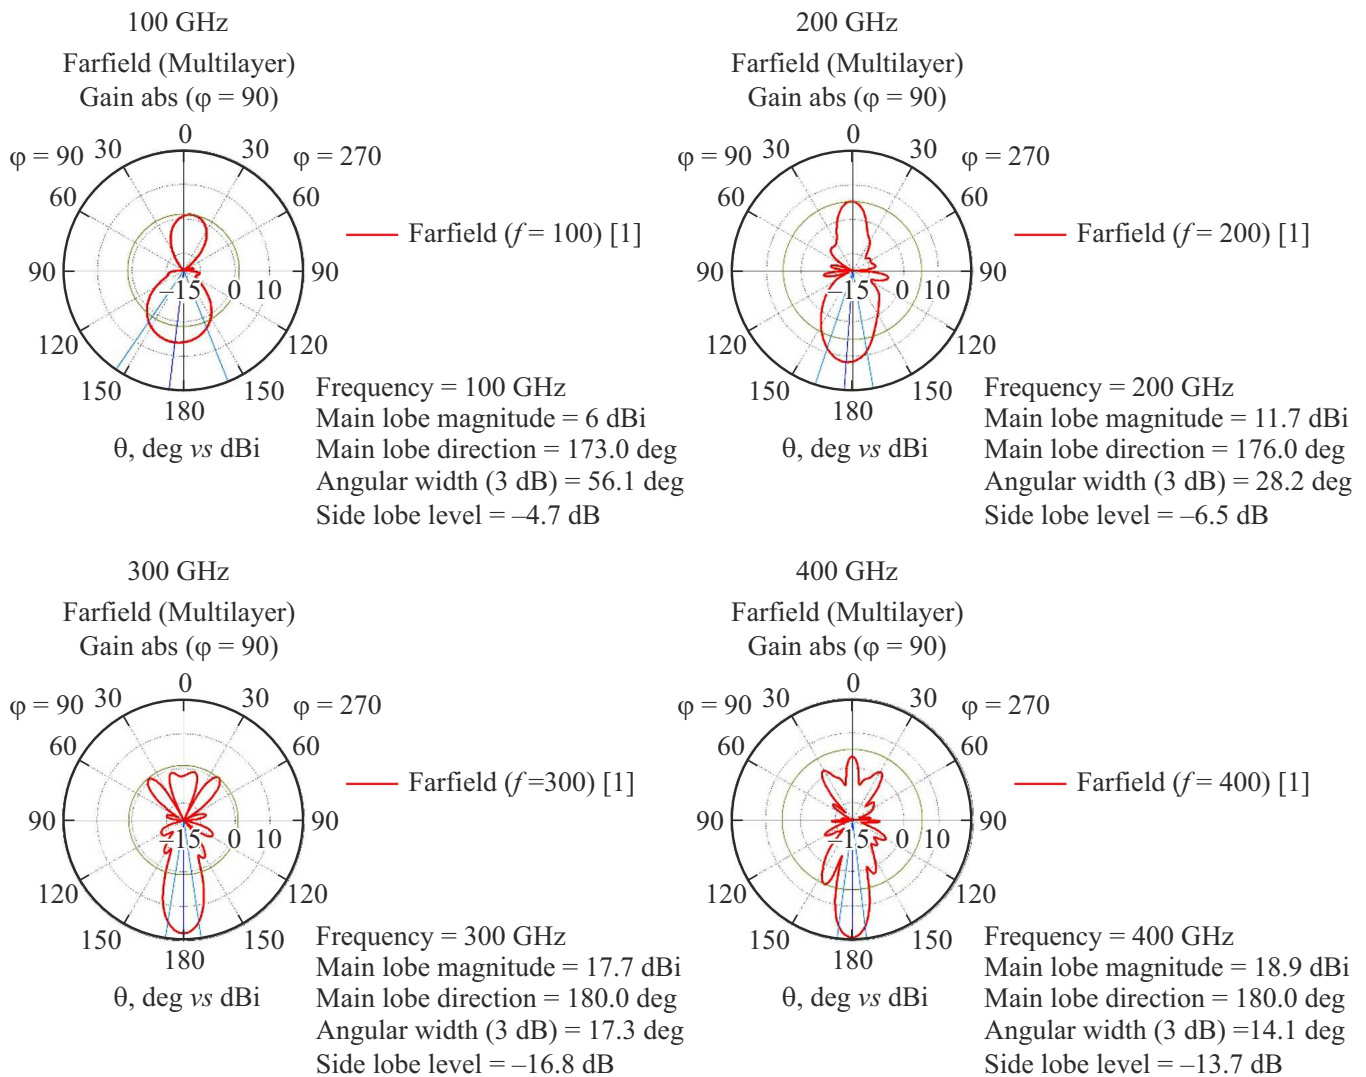 100 GHz
Farfield (Multilayer)
Gain abs (φ = 90)
0
φ = 90 30 30 φ = 270
60 60
Farfield (f = 100) [1]
90 90
–15 0 10
120 120
150 150
180
θ, deg vs dBi
Frequency = 100 GHz
Main lobe magnitude = 6 dBi
Main lobe direction = 173.0 deg
Angular width (3 dB) = 56.1 deg
Side lobe level = –4.7 dB
200 GHz
Farfield (Multilayer)
Gain abs (φ = 90)
0
φ = 90 30 30 φ = 270
60 60
Farfield (f = 200) [1]
90 90
–15 0 10
120 120
150 150
180
θ, deg vs dBi
Frequency = 200 GHz
Main lobe magnitude = 11.7 dBi
Main lobe direction = 176.0 deg
Angular width (3 dB) = 28.2 deg
Side lobe level = –6.5 dB
300 GHz
Farfield (Multilayer)
Gain abs (φ = 90)
0
φ = 90 30 30 φ = 270
60 60
Farfield (f =300) [1]
90 90
–15 0 10
120 120
150 150
180
θ, deg vs dBi
Frequency = 300 GHz
Main lobe magnitude = 17.7 dBi
Main lobe direction = 180.0 deg
Angular width (3 dB) = 17.3 deg
Side lobe level = –16.8 dB
400 GHz
Farfield (Multilayer)
Gain abs (φ = 90)
0
φ = 90 30 30 φ = 270
60 60
Farfield (f = 400) [1]
90 90
–15 0 10
120 120
150 150
180
θ, deg vs dBi
Frequency = 400 GHz
Main lobe magnitude = 18.9 dBi
Main lobe direction = 180.0 deg
Angular width (3 dB) =14.1 deg
Side lobe level = –13.7 dB